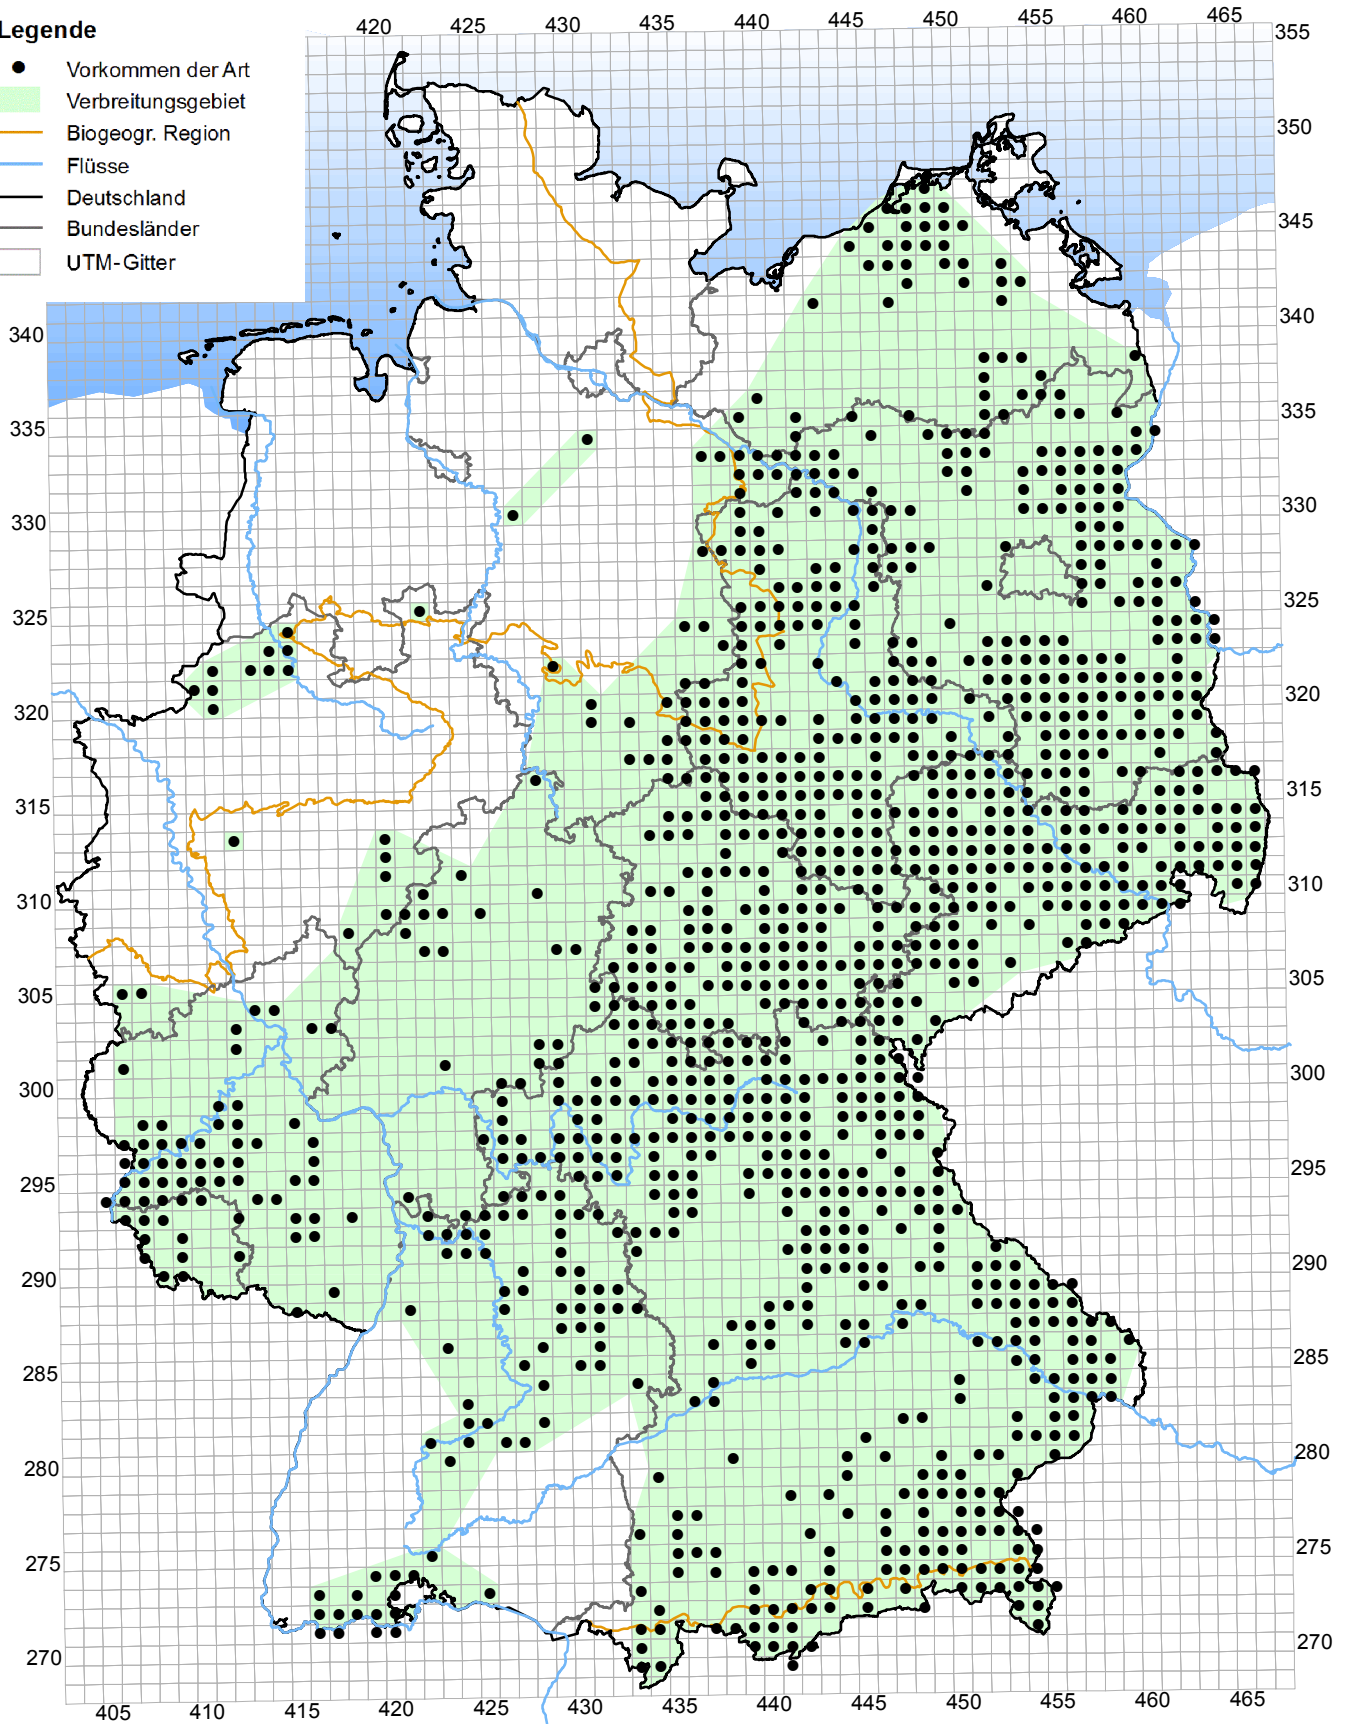 Legende
Vorkommen der Art
Verbreitungsgebiet
Biogeogr. Region
Flüsse
Deutschland
Bundesländer
UTM-Gitter
420 425 430 435 440 445 450 455 460 465
355
350
345
340 340
335 335
330 330
325 325
320 320
315 315
310 310
305 305
300 300
295 295
290 290
285 285
280 280
275 275
270 270
405 410 415 420 425 430 435 440 445 450 455 460 465